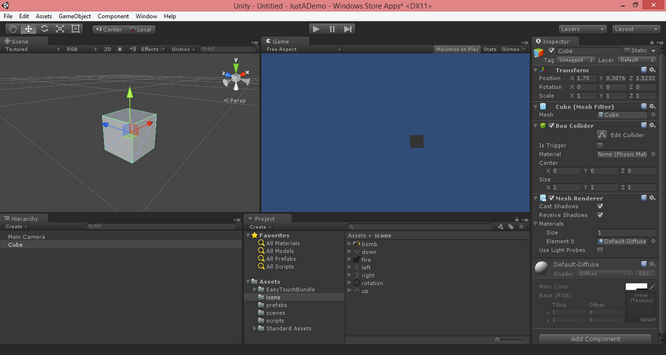 Unity - Untitled - JustADemo - Windows Store Apps* <DX11>
File Edit Assets GameObject Component Window Help
Center Local Layers Layout
Scene
Textured RGB 2D Effects Gizmos All
y
x
z
Persp
Game
Free Aspect Maximize on Play Stats Gizmos
Inspector
Cube Static
Tag Untagged Layer Default
Transform
Position X 1.75 Y 0.3076 Z 1.5233
Rotation X 0 Y 0 Z 0
Scale X 1 Y 1 Z 1
Cube (Mesh Filter)
Mesh Cube
Box Collider
Edit Collider
Is Trigger
Material None (Physic Mat
Center
X 0 Y 0 Z 0
Size
X 1 Y 1 Z 1
Mesh Renderer
Cast Shadows
Receive Shadows
Materials
Size 1
Element 0 Default-Diffuse
Use Light Probes
Default-Diffuse
Shader Diffuse Edit...
Main Color
Base (RGB) None
(Texture)
Tiling Offset
x 1 0
y 1 0 Select
Add Component
Hierarchy
Create All
Main Camera
Cube
Project
Create
Favorites
All Materials
All Models
All Prefabs
All Scripts
Assets
EasyTouchBundle
icons
prefabs
scenes
scripts
Standard Assets
Assets icons
bomb
down
fire
left
right
rotation
up